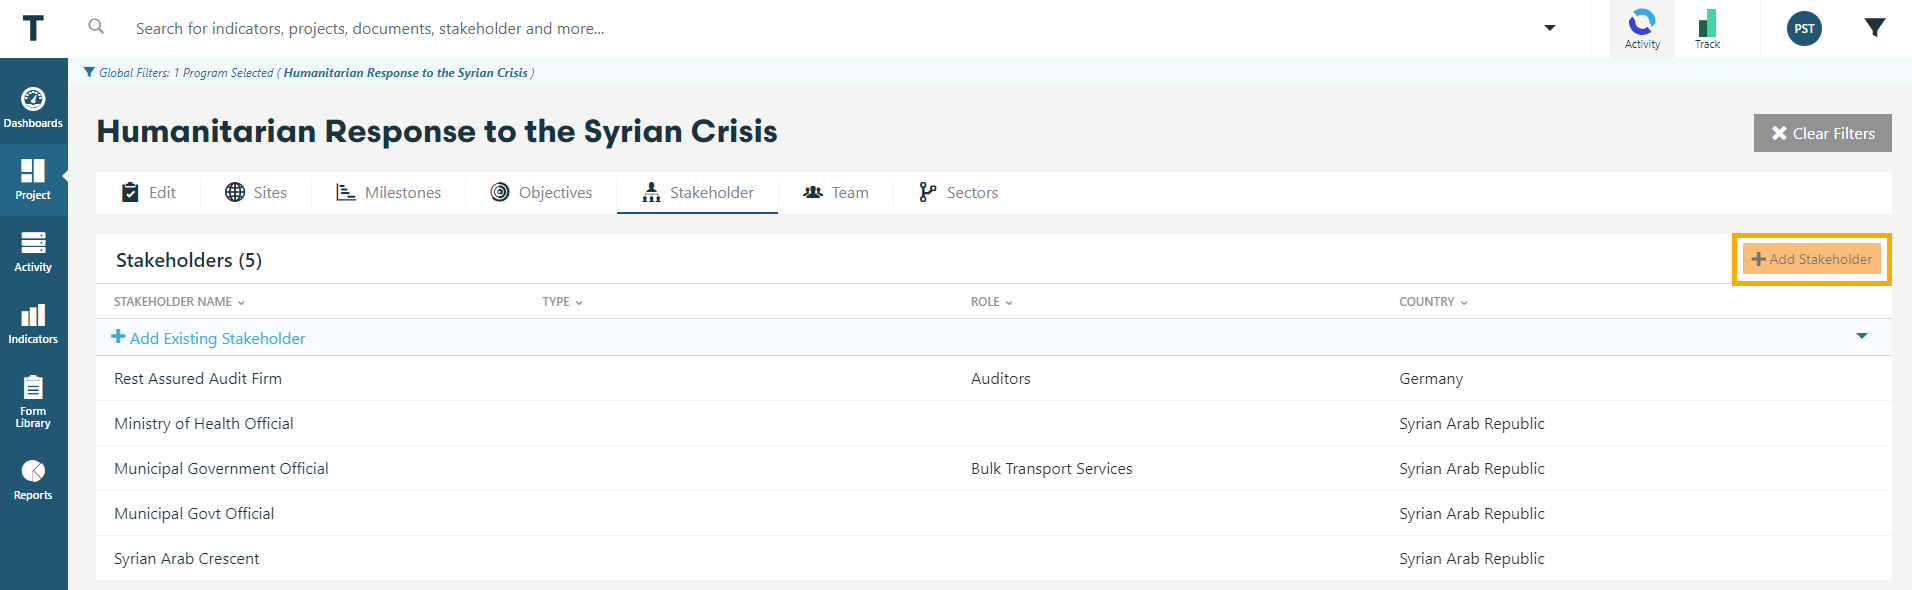 T
Search for indicators, projects, documents, stakeholder and more...
Activity
Track
PST
Global Filters: 1 Program Selected ( Humanitarian Response to the Syrian Crisis )
Dashboards
Project
Activity
Indicators
Form
Library
Reports
Humanitarian Response to the Syrian Crisis
Clear Filters
Edit Sites Milestones Objectives Stakeholder Team Sectors
Stakeholders (5)
Add Stakeholder
STAKEHOLDER NAME TYPE ROLE COUNTRY
Add Existing Stakeholder
Rest Assured Audit Firm Auditors Germany
Ministry of Health Official Syrian Arab Republic
Municipal Government Official Bulk Transport Services Syrian Arab Republic
Municipal Govt Official Syrian Arab Republic
Syrian Arab Crescent Syrian Arab Republic